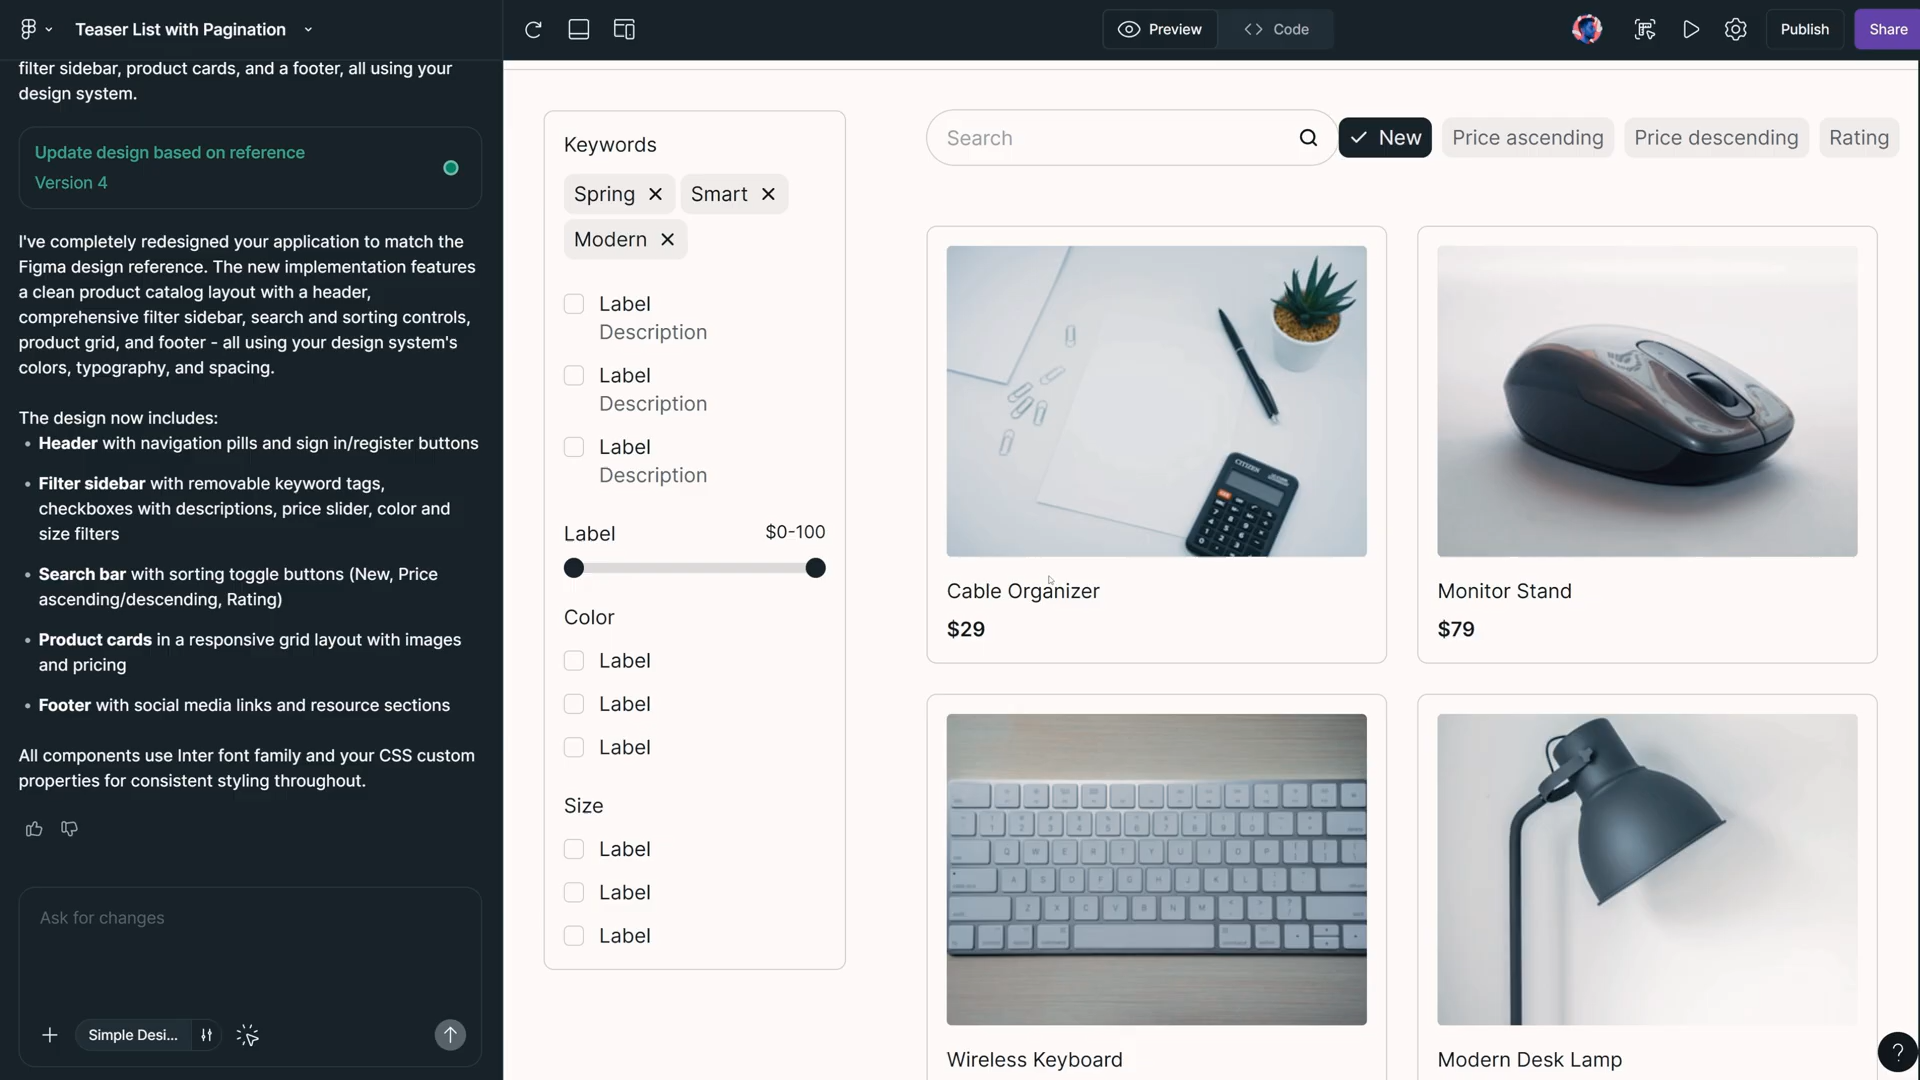 Teaser List with Pagination
Preview
Code
Publish
Share
filter sidebar, product cards, and a footer, all using your
design system.
Update design based on reference
Version 4
I've completely redesigned your application to match the
Figma design reference. The new implementation features
a clean product catalog layout with a header,
comprehensive filter sidebar, search and sorting controls,
product grid, and footer - all using your design system's
colors, typography, and spacing.
The design now includes:
• Header with navigation pills and sign in/register buttons
• Filter sidebar with removable keyword tags,
checkboxes with descriptions, price slider, color and
size filters
• Search bar with sorting toggle buttons (New, Price
ascending/descending, Rating)
• Product cards in a responsive grid layout with images
and pricing
• Footer with social media links and resource sections
All components use Inter font family and your CSS custom
properties for consistent styling throughout.
Ask for changes
Simple Desi...
Keywords
Spring
Smart
Modern
Label
Description
Label
Description
Label
Description
Label
$0-100
Color
Label
Label
Label
Size
Label
Label
Label
Search
New
Price ascending
Price descending
Rating
CITIZEN
Cable Organizer
$29
Monitor Stand
$79
Wireless Keyboard
Modern Desk Lamp
?